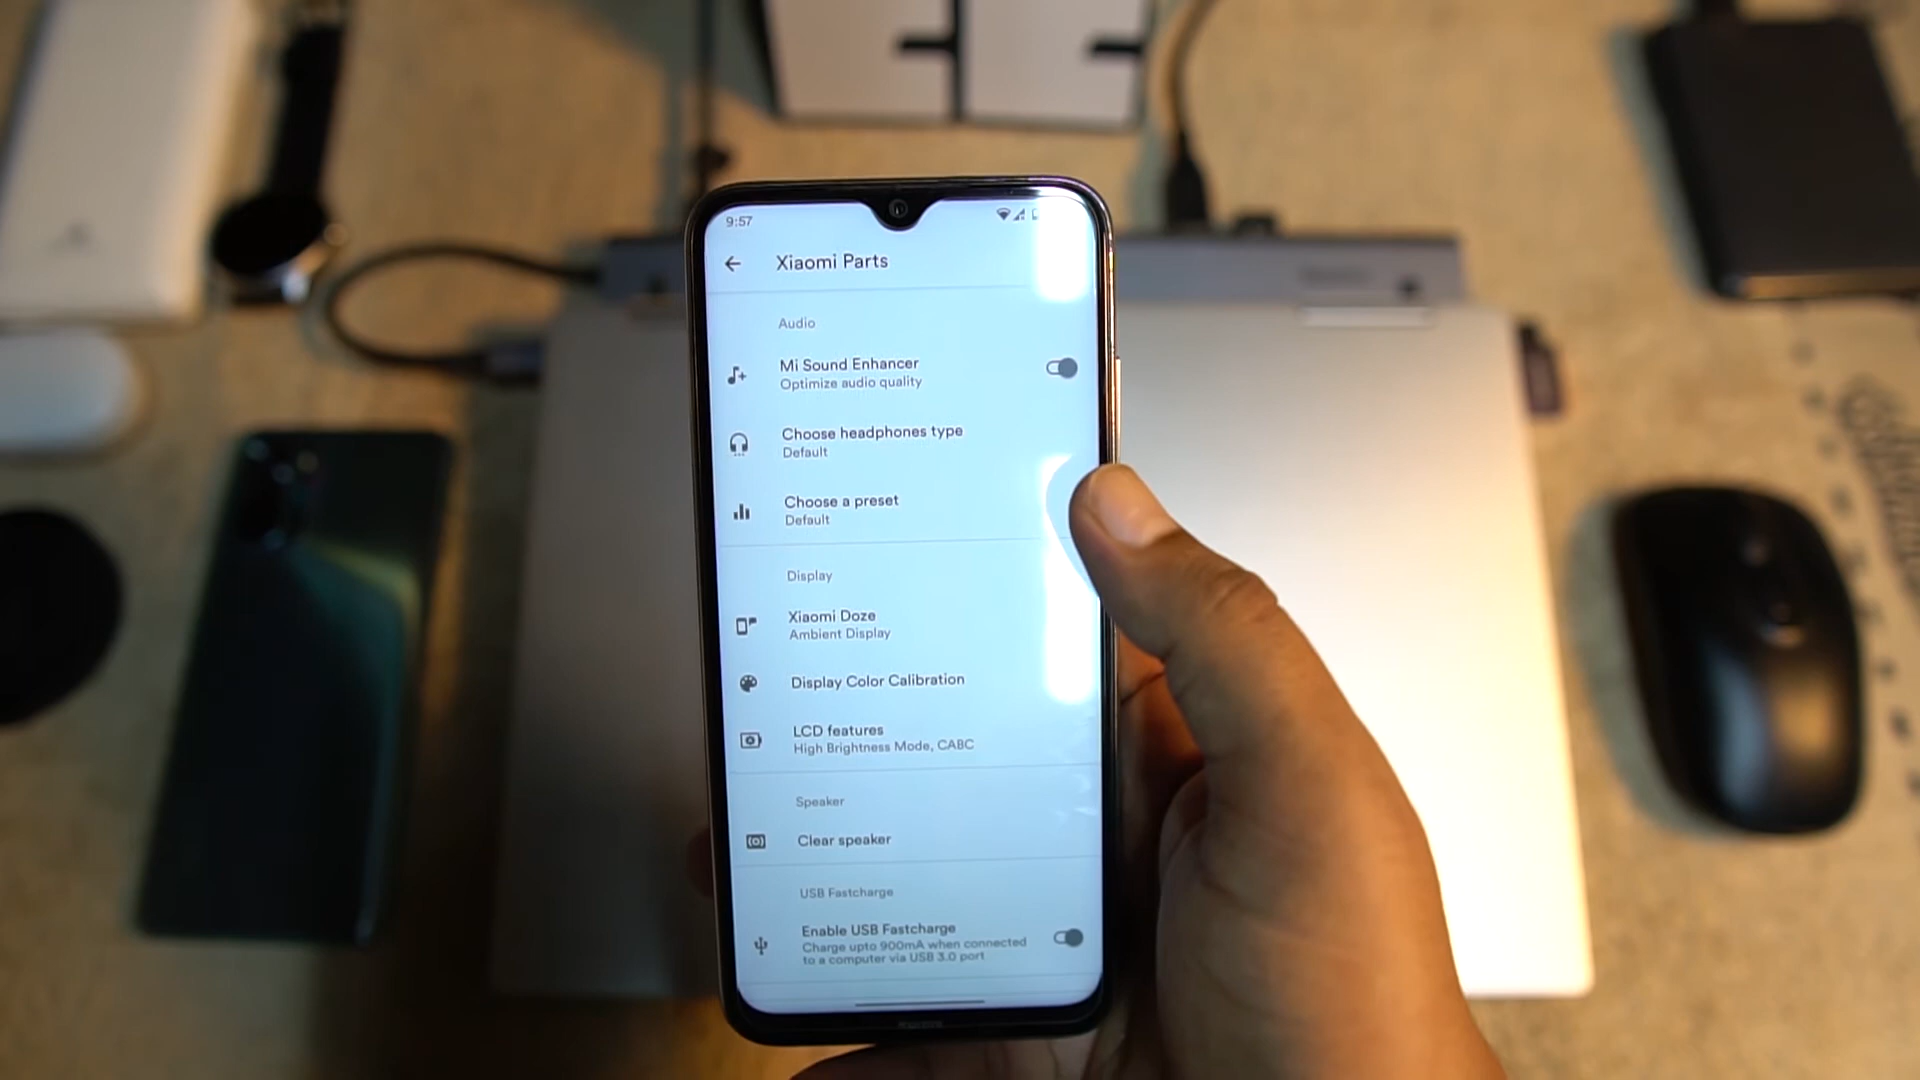 9:57
Xiaomi Parts
Audio
Mi Sound Enhancer
Optimize audio quality
Choose headphones type
Default
Choose a preset
Default
Display
Xiaomi Doze
Ambient Display
Display Color Calibration
LCD features
High Brightness Mode, CABC
Speaker
Clear speaker
USB Fastcharge
Enable USB Fastcharge
Charge upto 900mA when connected
to a computer via USB 3.0 port